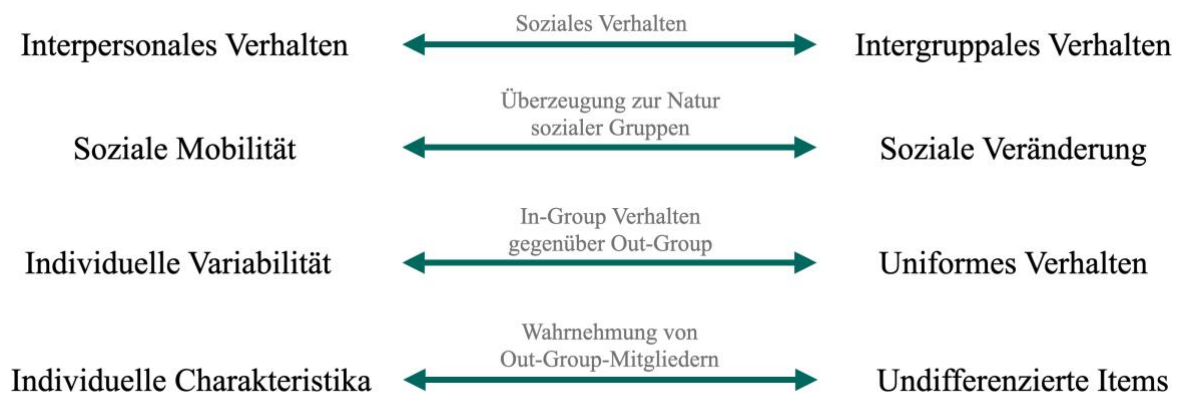 Soziales Verhalten
Interpersonales Verhalten
Intergruppales Verhalten
Überzeugung zur Natur
sozialer Gruppen
Soziale Mobilität
Soziale Veränderung
In-Group Verhalten
gegenüber Out-Group
Individuelle Variabilität
Uniformes Verhalten
Wahrnehmung von
Out-Group-Mitgliedern
Individuelle Charakteristika
Undifferenzierte Items